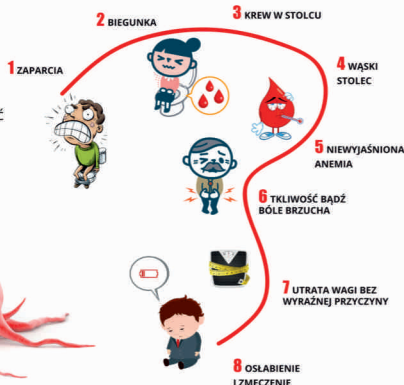 1 ZAPARCIA
2 BIEGUNKA
3 KREW W STOLCU
4 WĄSKI
STOLEC
5 NIEWYJAŚNIONA
ANEMIA
6 TKLIWOŚĆ BĄDŹ
BÓLE BRZUCHA
7 UTRATA WAGI BEZ
WYRAŹNEJ PRZYCZYNY
8 OSŁABIENIE
I ZMĘCZENIE